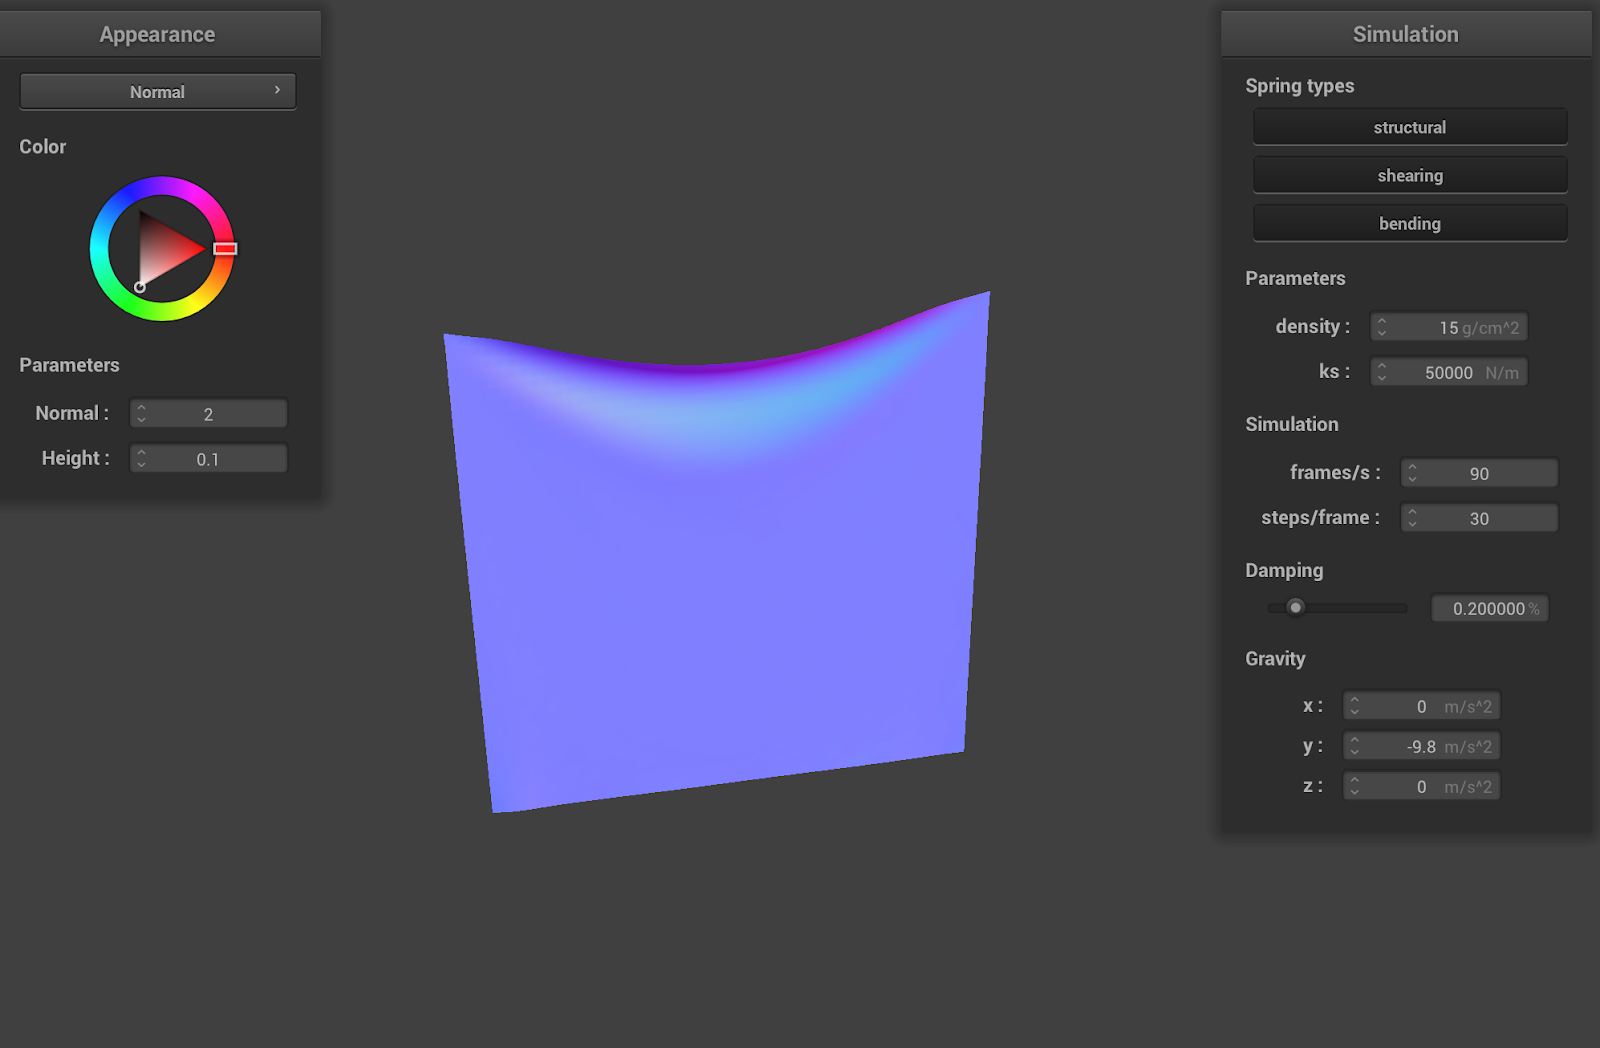 Appearance
Normal
Color
Parameters
Normal : 2
Height : 0.1
Simulation
Spring types
structural
shearing
bending
Parameters
density : 15 g/cm^2
ks : 50000 N/m
Simulation
frames/s : 90
steps/frame : 30
Damping
0.200000 %
Gravity
x : 0 m/s^2
y : -9.8 m/s^2
z : 0 m/s^2